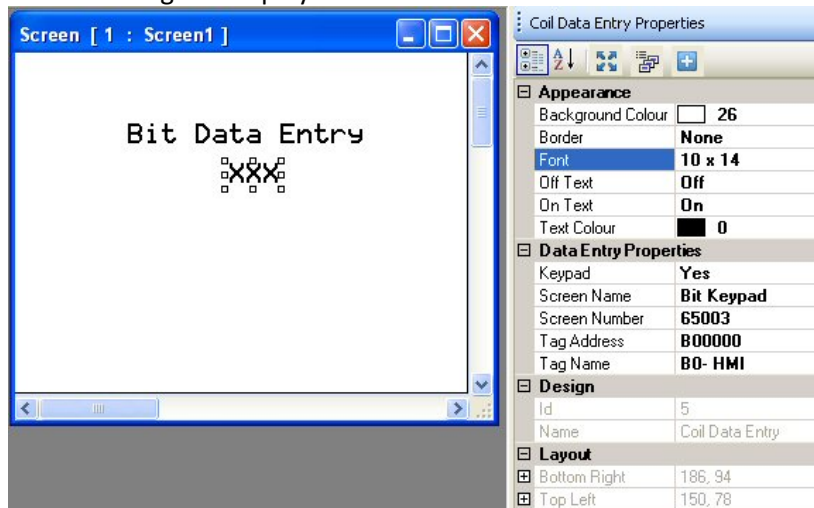 Screen [ 1 : Screen1 ]
Bit Data Entry
XXX
Coil Data Entry Properties
Appearance
Background Colour 26
Border None
Font 10 x 14
Off Text Off
On Text On
Text Colour 0
Data Entry Properties
Keypad Yes
Screen Name Bit Keypad
Screen Number 65003
Tag Address B00000
Tag Name B0- HMI
Design
Id 5
Name Coil Data Entry
Layout
Bottom Right 186, 94
Top Left 150, 78